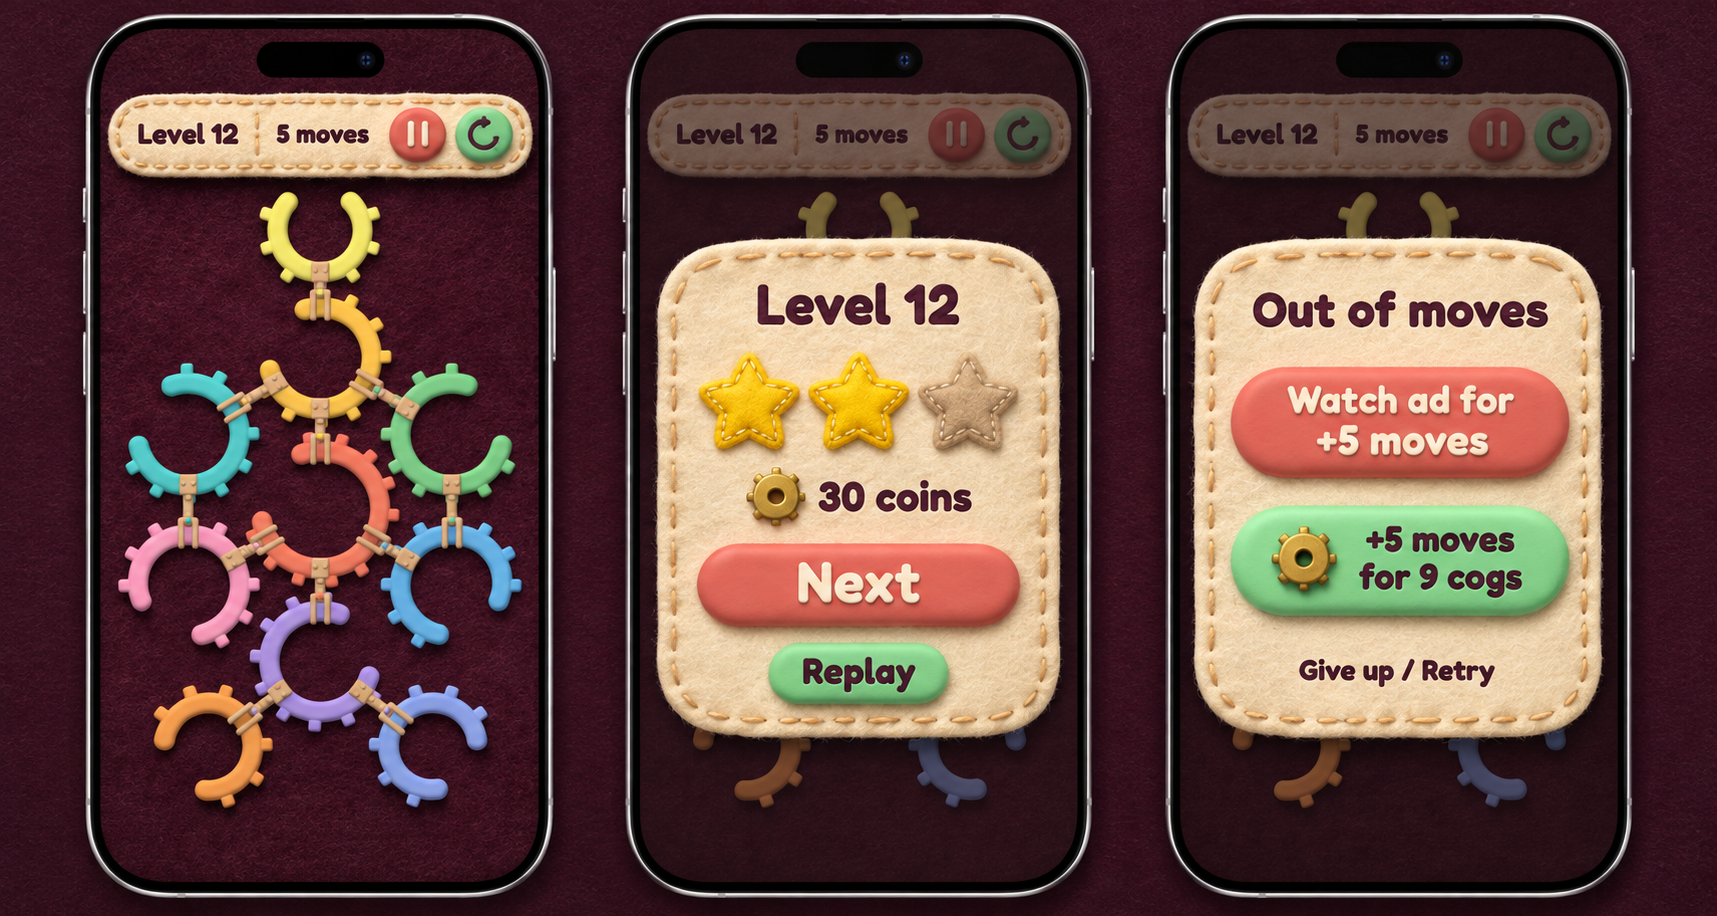 Level 12
5 moves
Level 12
5 moves
Level 12
30 coins
Next
Replay
Level 12
5 moves
Out of moves
Watch ad for
+5 moves
+5 moves
for 9 cogs
Give up / Retry